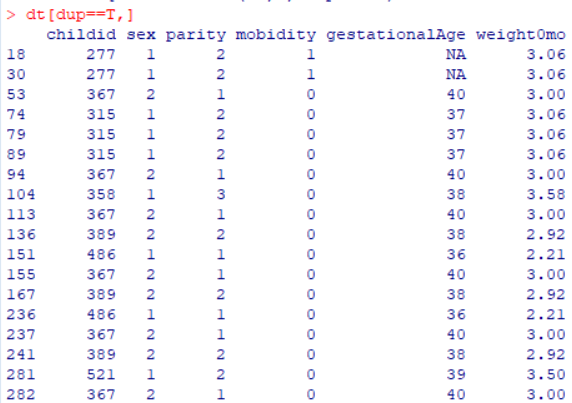 > dt[dup==T,]
childid sex parity mobidity gestationalAge weight0mo
18 277 1 2 1 NA 3.06
30 277 1 2 1 NA 3.06
53 367 2 1 0 40 3.00
74 315 1 2 0 37 3.06
79 315 1 2 0 37 3.06
89 315 1 2 0 37 3.06
94 367 2 1 0 40 3.00
104 358 1 3 0 38 3.58
113 367 2 1 0 40 3.00
136 389 2 2 0 38 2.92
151 486 1 1 0 36 2.21
155 367 2 1 0 40 3.00
167 389 2 2 0 38 2.92
236 486 1 1 0 36 2.21
237 367 2 1 0 40 3.00
241 389 2 2 0 38 2.92
281 521 1 2 0 39 3.50
282 367 2 1 0 40 3.00